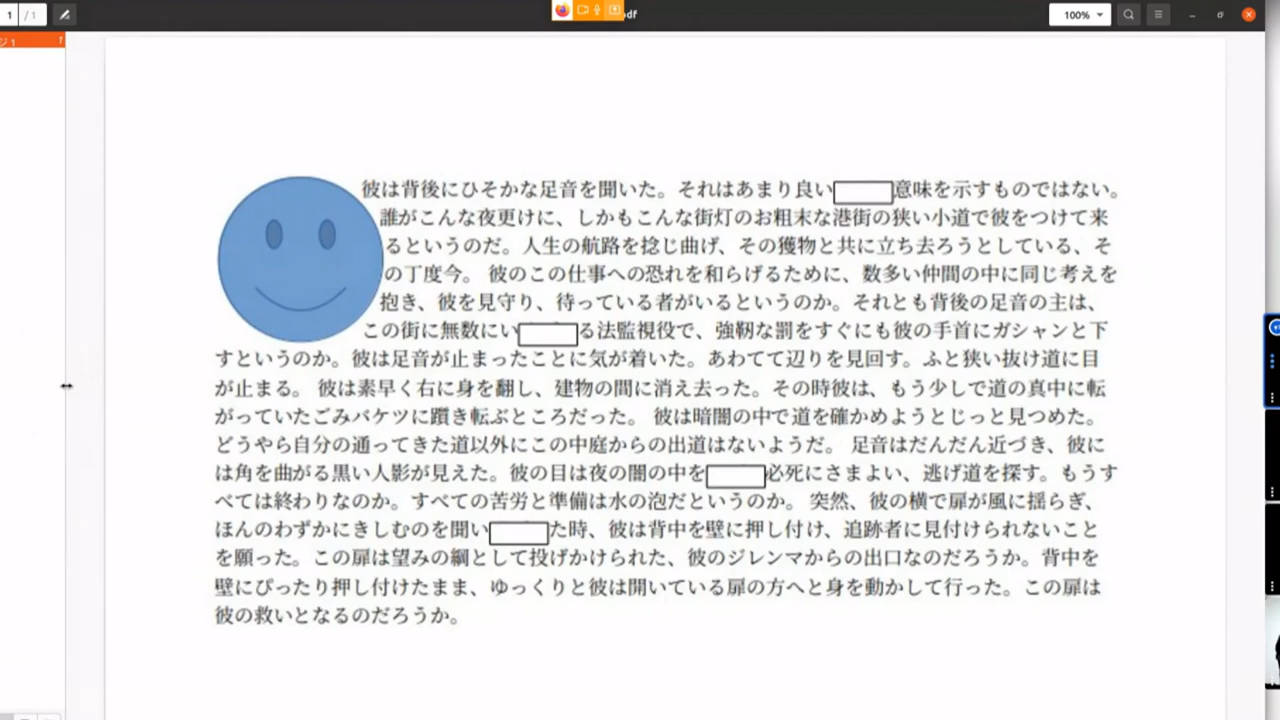 1 / 1
df
100%
ジ 1
1
彼は背後にひそかな足音を聞いた。それはあまり良い 意味を示すものではない。
誰がこんな夜更けに、しかもこんな街灯のお粗末な港街の狭い小道で彼をつけて来
るというのだ。人生の航路を捻じ曲げ、その獲物と共に立ち去ろうとしている、そ
の丁度今。 彼のこの仕事への恐れを和らげるために、数多い仲間の中に同じ考えを
抱き、彼を見守り、待っている者がいるというのか。それとも背後の足音の主は、
この街に無数にい る法監視役で、強靭な罰をすぐにも彼の手首にガシャンと下
すというのか。彼は足音が止まったことに気が着いた。あわてて辺りを見回す。ふと狭い抜け道に目
が止まる。 彼は素早く右に身を翻し、建物の間に消え去った。その時彼は、もう少しで道の真中に転
がっていたごみバケツに躓き転ぶところだった。 彼は暗闇の中で道を確かめようとじっと見つめた。
どうやら自分の通ってきた道以外にこの中庭からの出道はないようだ。 足音はだんだん近づき、彼に
は角を曲がる黒い人影が見えた。彼の目は夜の闇の中を 必死にさまよい、逃げ道を探す。もうす
べては終わりなのか。すべての苦労と準備は水の泡だというのか。 突然、彼の横で扉が風に揺らぎ、
ほんのわずかにきしむのを聞い た時、彼は背中を壁に押し付け、追跡者に見付けられないこと
を願った。この扉は望みの綱として投げかけられた、彼のジレンマからの出口なのだろうか。背中を
壁にぴったり押し付けたまま、ゆっくりと彼は開いている扉の方へと身を動かして行った。この扉は
彼の救いとなるのだろうか。